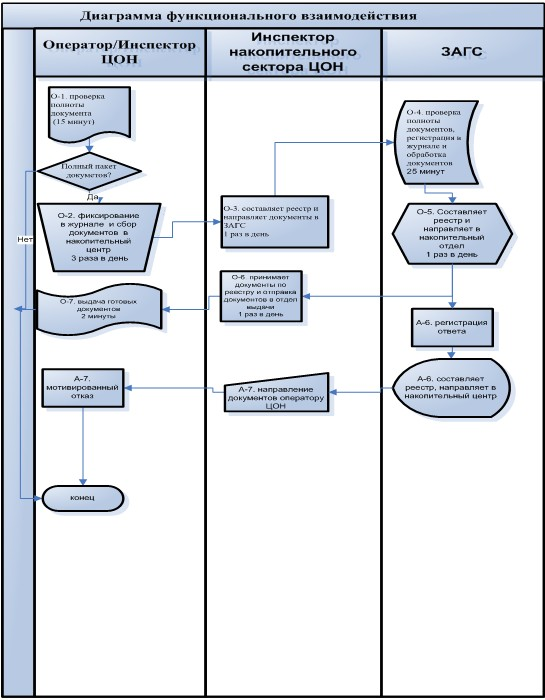 Диаграмма функционального взаимодействия
Оператор/Инспектор
ЦОН
Инспектор
накопительного
сектора ЦОН
ЗАГС
О-1. проверка
полноты
документа
(15 минут)
Полный пакет
докуметов?
Да
Нет
О-2. фиксирование
в журнале и сбор
документов в
накопительный
центр
3 раза в день
О-3. составляет реестр и
направляет документы в
ЗАГС
1 раз в день
О-4. проверка
полноты
документов,
регистрация в
журнале и
обработка
документов
25 минут
О-5. Составляет
реестр и
направляет в
накопительный
отдел
1 раз в день
О-6. принимает
документы по
реестру и отправка
документов в отдел
выдачи
1 раз в день
О-7. выдача готовых
документов
2 минуты
А-6. регистрация
ответа
А-6. составляет
реестр, направляет в
накопительный центр
А-7. направление
документов оператору
ЦОН
А-7.
мотивированный
отказ
конец